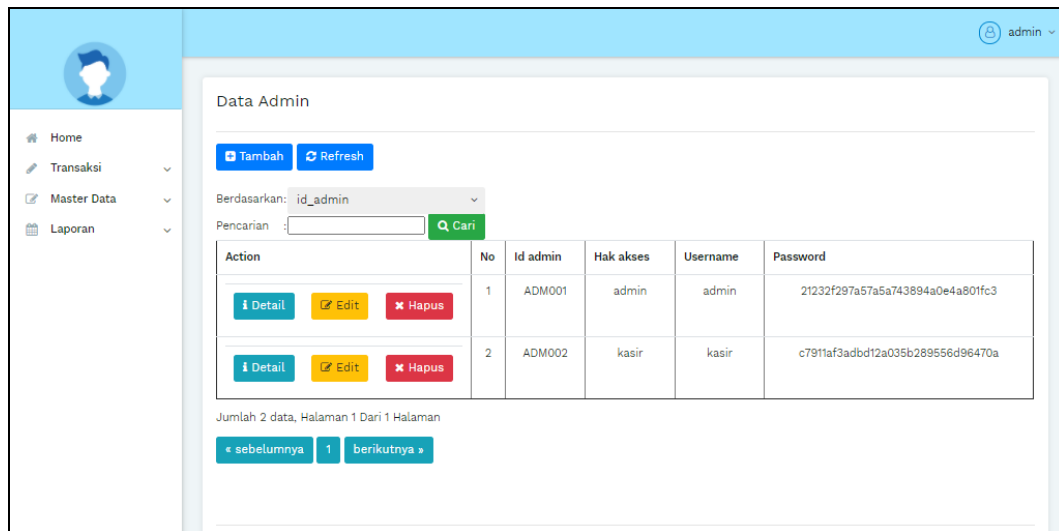 admin
Home
Transaksi
Master Data
Laporan
Data Admin
Tambah Refresh
Berdasarkan: id_admin
Pencarian : Cari
Action No Id admin Hak akses Username Password
Detail Edit Hapus 1 ADM001 admin admin 21232f297a57a5a743894a0e4a801fc3
Detail Edit Hapus 2 ADM002 kasir kasir c7911af3adbd12a035b289556d96470a
Jumlah 2 data, Halaman 1 Dari 1 Halaman
« sebelumnya 1 berikutnya »